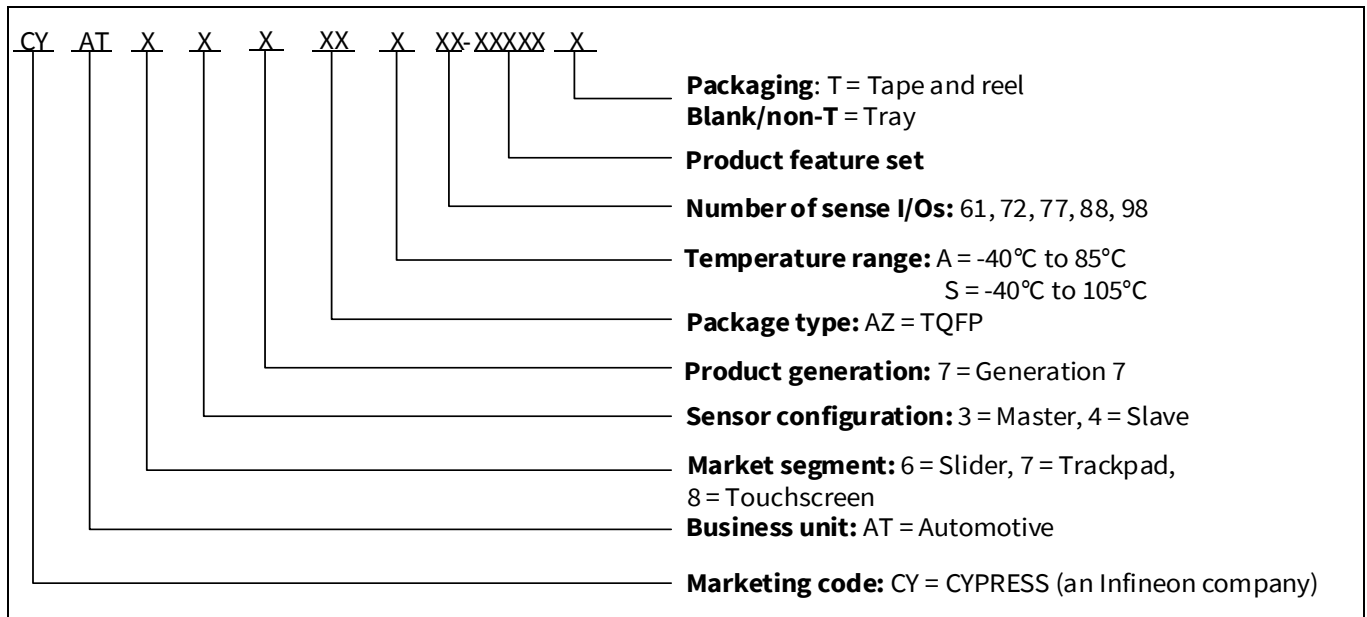 CY AT X X X XX X XX-XXXXX X
Packaging: T = Tape and reel
Blank/non-T = Tray
Product feature set
Number of sense I/Os: 61, 72, 77, 88, 98
Temperature range: A = -40°C to 85°C
S = -40°C to 105°C
Package type: AZ = TQFP
Product generation: 7 = Generation 7
Sensor configuration: 3 = Master, 4 = Slave
Market segment: 6 = Slider, 7 = Trackpad,
8 = Touchscreen
Business unit: AT = Automotive
Marketing code: CY = CYPRESS (an Infineon company)